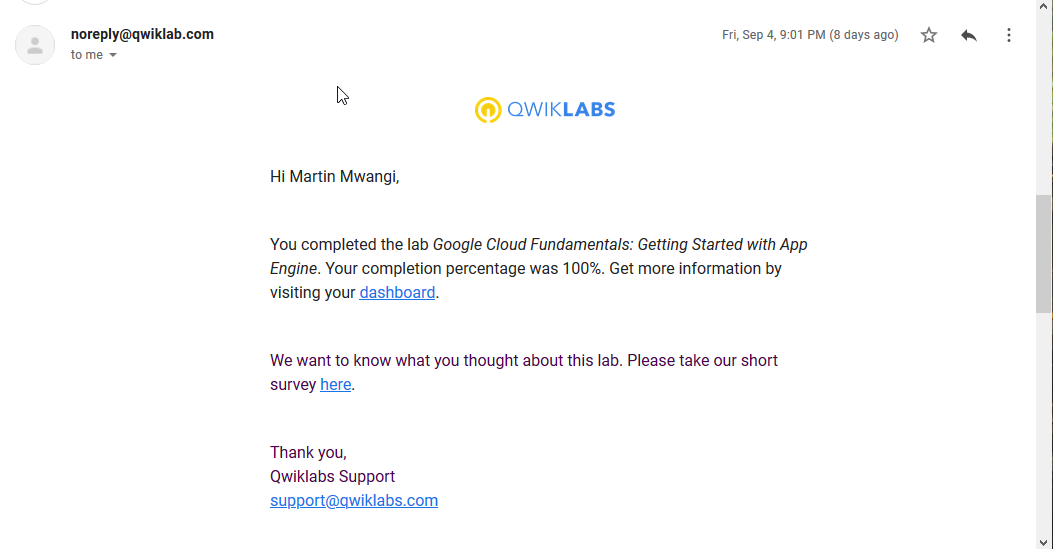 noreply@qwiklab.com
Fri, Sep 4, 9:01 PM (8 days ago)
to me
QWIKLABS
Hi Martin Mwangi,
You completed the lab Google Cloud Fundamentals: Getting Started with App
Engine. Your completion percentage was 100%. Get more information by
visiting your dashboard.
We want to know what you thought about this lab. Please take our short
survey here.
Thank you,
Qwiklabs Support
support@qwiklabs.com